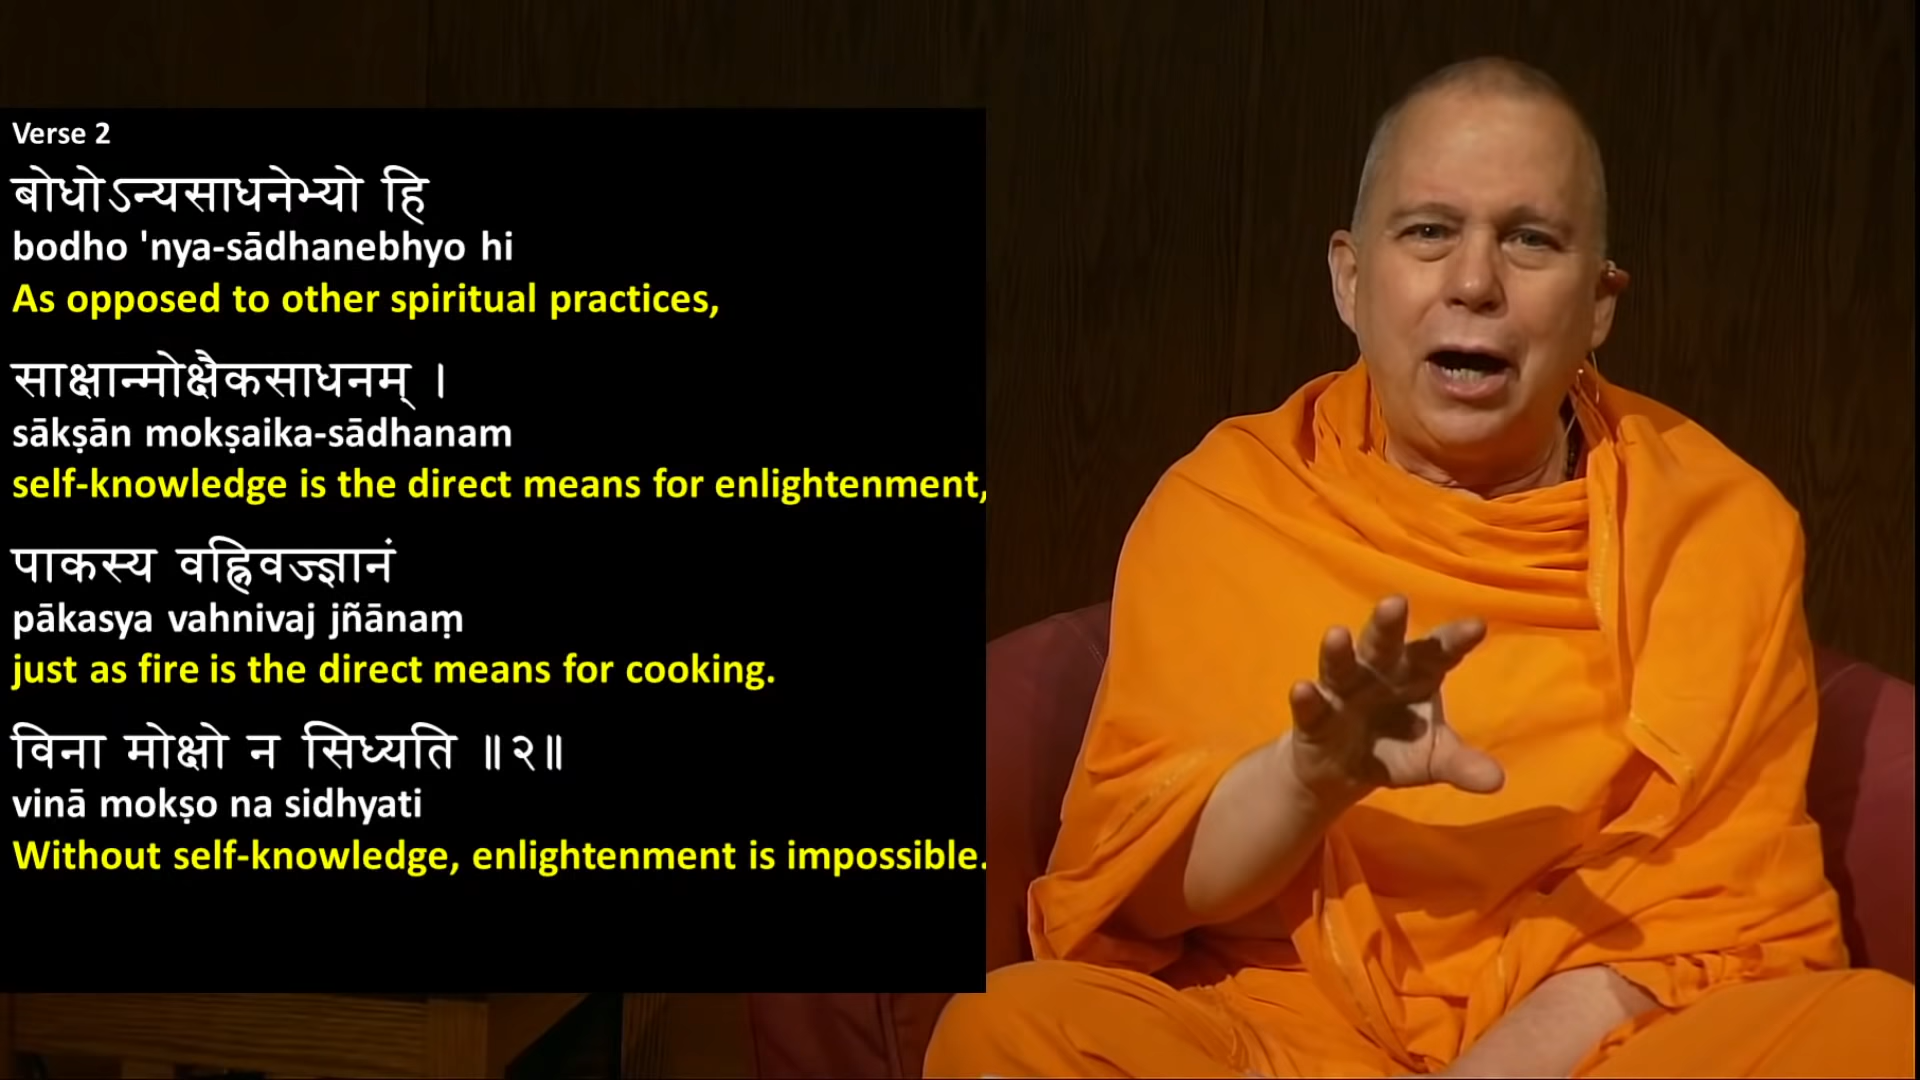 Verse 2
बोधोऽन्यसाधनेभ्यो हि
bodho 'nya-sādhanebhyo hi
As opposed to other spiritual practices,
साक्षान्मोक्षैकसाधनम् ।
sākṣān mokṣaika-sādhanam
self-knowledge is the direct means for enlightenment,
पाकस्य वह्निवज्ज्ञानं
pākasya vahnivaj jñānaṃ
just as fire is the direct means for cooking.
विना मोक्षो न सिध्यति ॥२॥
vinā mokṣo na sidhyati
Without self-knowledge, enlightenment is impossible.